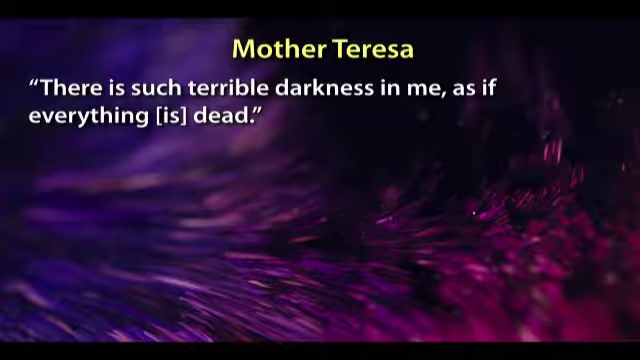 Mother Teresa
“There is such terrible darkness in me, as if
everything [is] dead.”